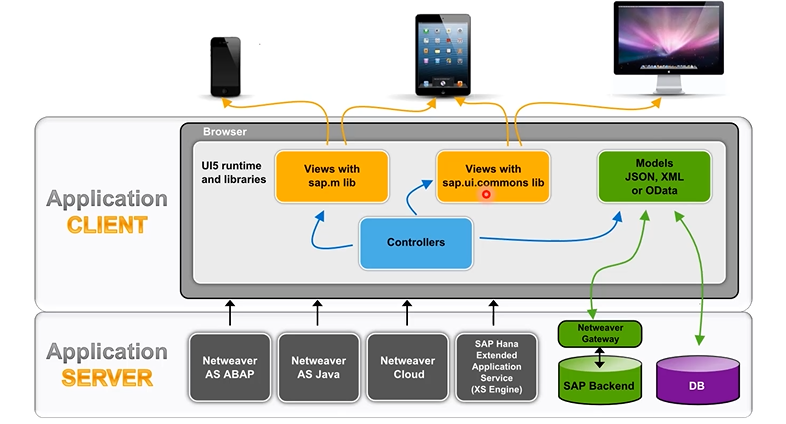 Browser
UI5 runtime
and libraries
Views with
sap.m lib
Views with
sap.ui.commons lib
Models
JSON, XML
or OData
Application
CLIENT
Controllers
Application
SERVER
Netweaver
AS ABAP
Netweaver
AS Java
Netweaver
Cloud
SAP Hana
Extended
Application
Service
(XS Engine)
Netweaver
Gateway
SAP Backend
DB